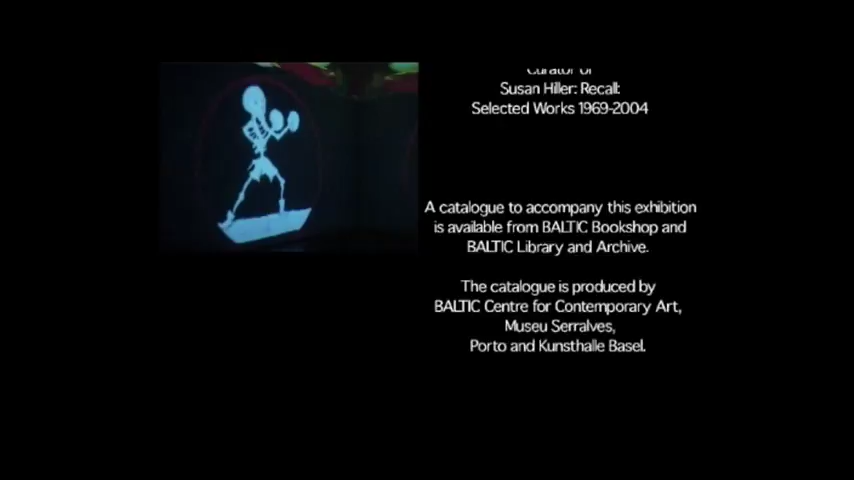 Curator of
Susan Hiller: Recall:
Selected Works 1969-2004
A catalogue to accompany this exhibition
is available from BALTIC Bookshop and
BALTIC Library and Archive.
The catalogue is produced by
BALTIC Centre for Contemporary Art,
Museu Serralves,
Porto and Kunsthalle Basel.